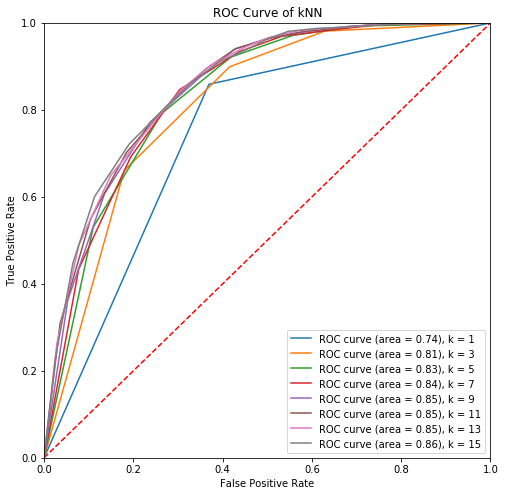 ROC Curve of kNN
True Positive Rate
1.0
0.8
0.6
0.4
0.2
0.0
ROC curve (area = 0.74), k = 1
ROC curve (area = 0.81), k = 3
ROC curve (area = 0.83), k = 5
ROC curve (area = 0.84), k = 7
ROC curve (area = 0.85), k = 9
ROC curve (area = 0.85), k = 11
ROC curve (area = 0.85), k = 13
ROC curve (area = 0.86), k = 15
0.0 0.2 0.4 0.6 0.8 1.0
False Positive Rate